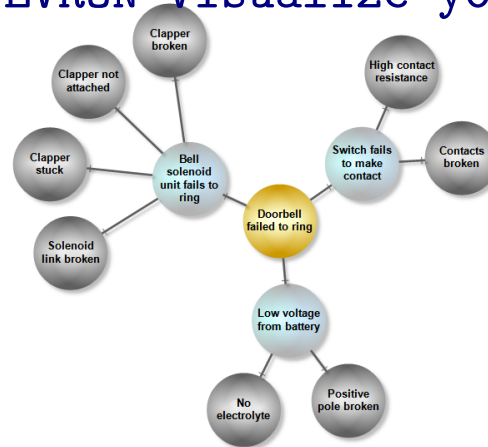 Visualize yo
Clapper
broken
Clapper not
attached
High contact
resistance
Clapper
stuck
Bell
solenoid
unit fails to
ring
Switch fails
to make
contact
Contacts
broken
Doorbell
failed to ring
Solenoid
link broken
Low voltage
from battery
No
electrolyte
Positive
pole broken